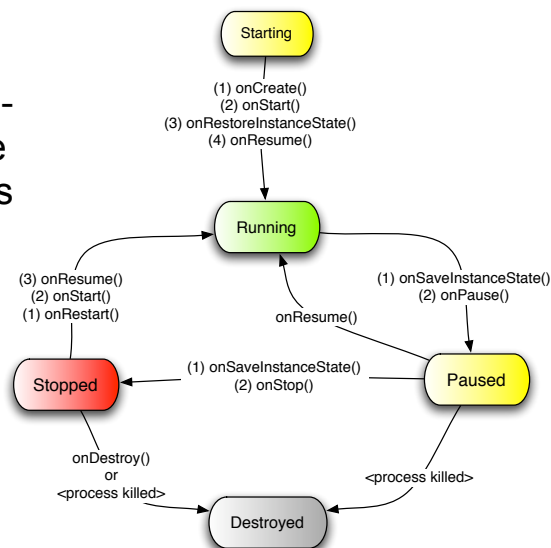 Starting
(1) onCreate()
(2) onStart()
(3) onRestoreInstanceState()
(4) onResume()
-
e
s
Running
(3) onResume()
(2) onStart()
(1) onRestart()
(1) onSaveInstanceState()
(2) onPause()
onResume()
Stopped
(1) onSaveInstanceState()
(2) onStop()
Paused
onDestroy()
or
<process killed>
<process killed>
Destroyed